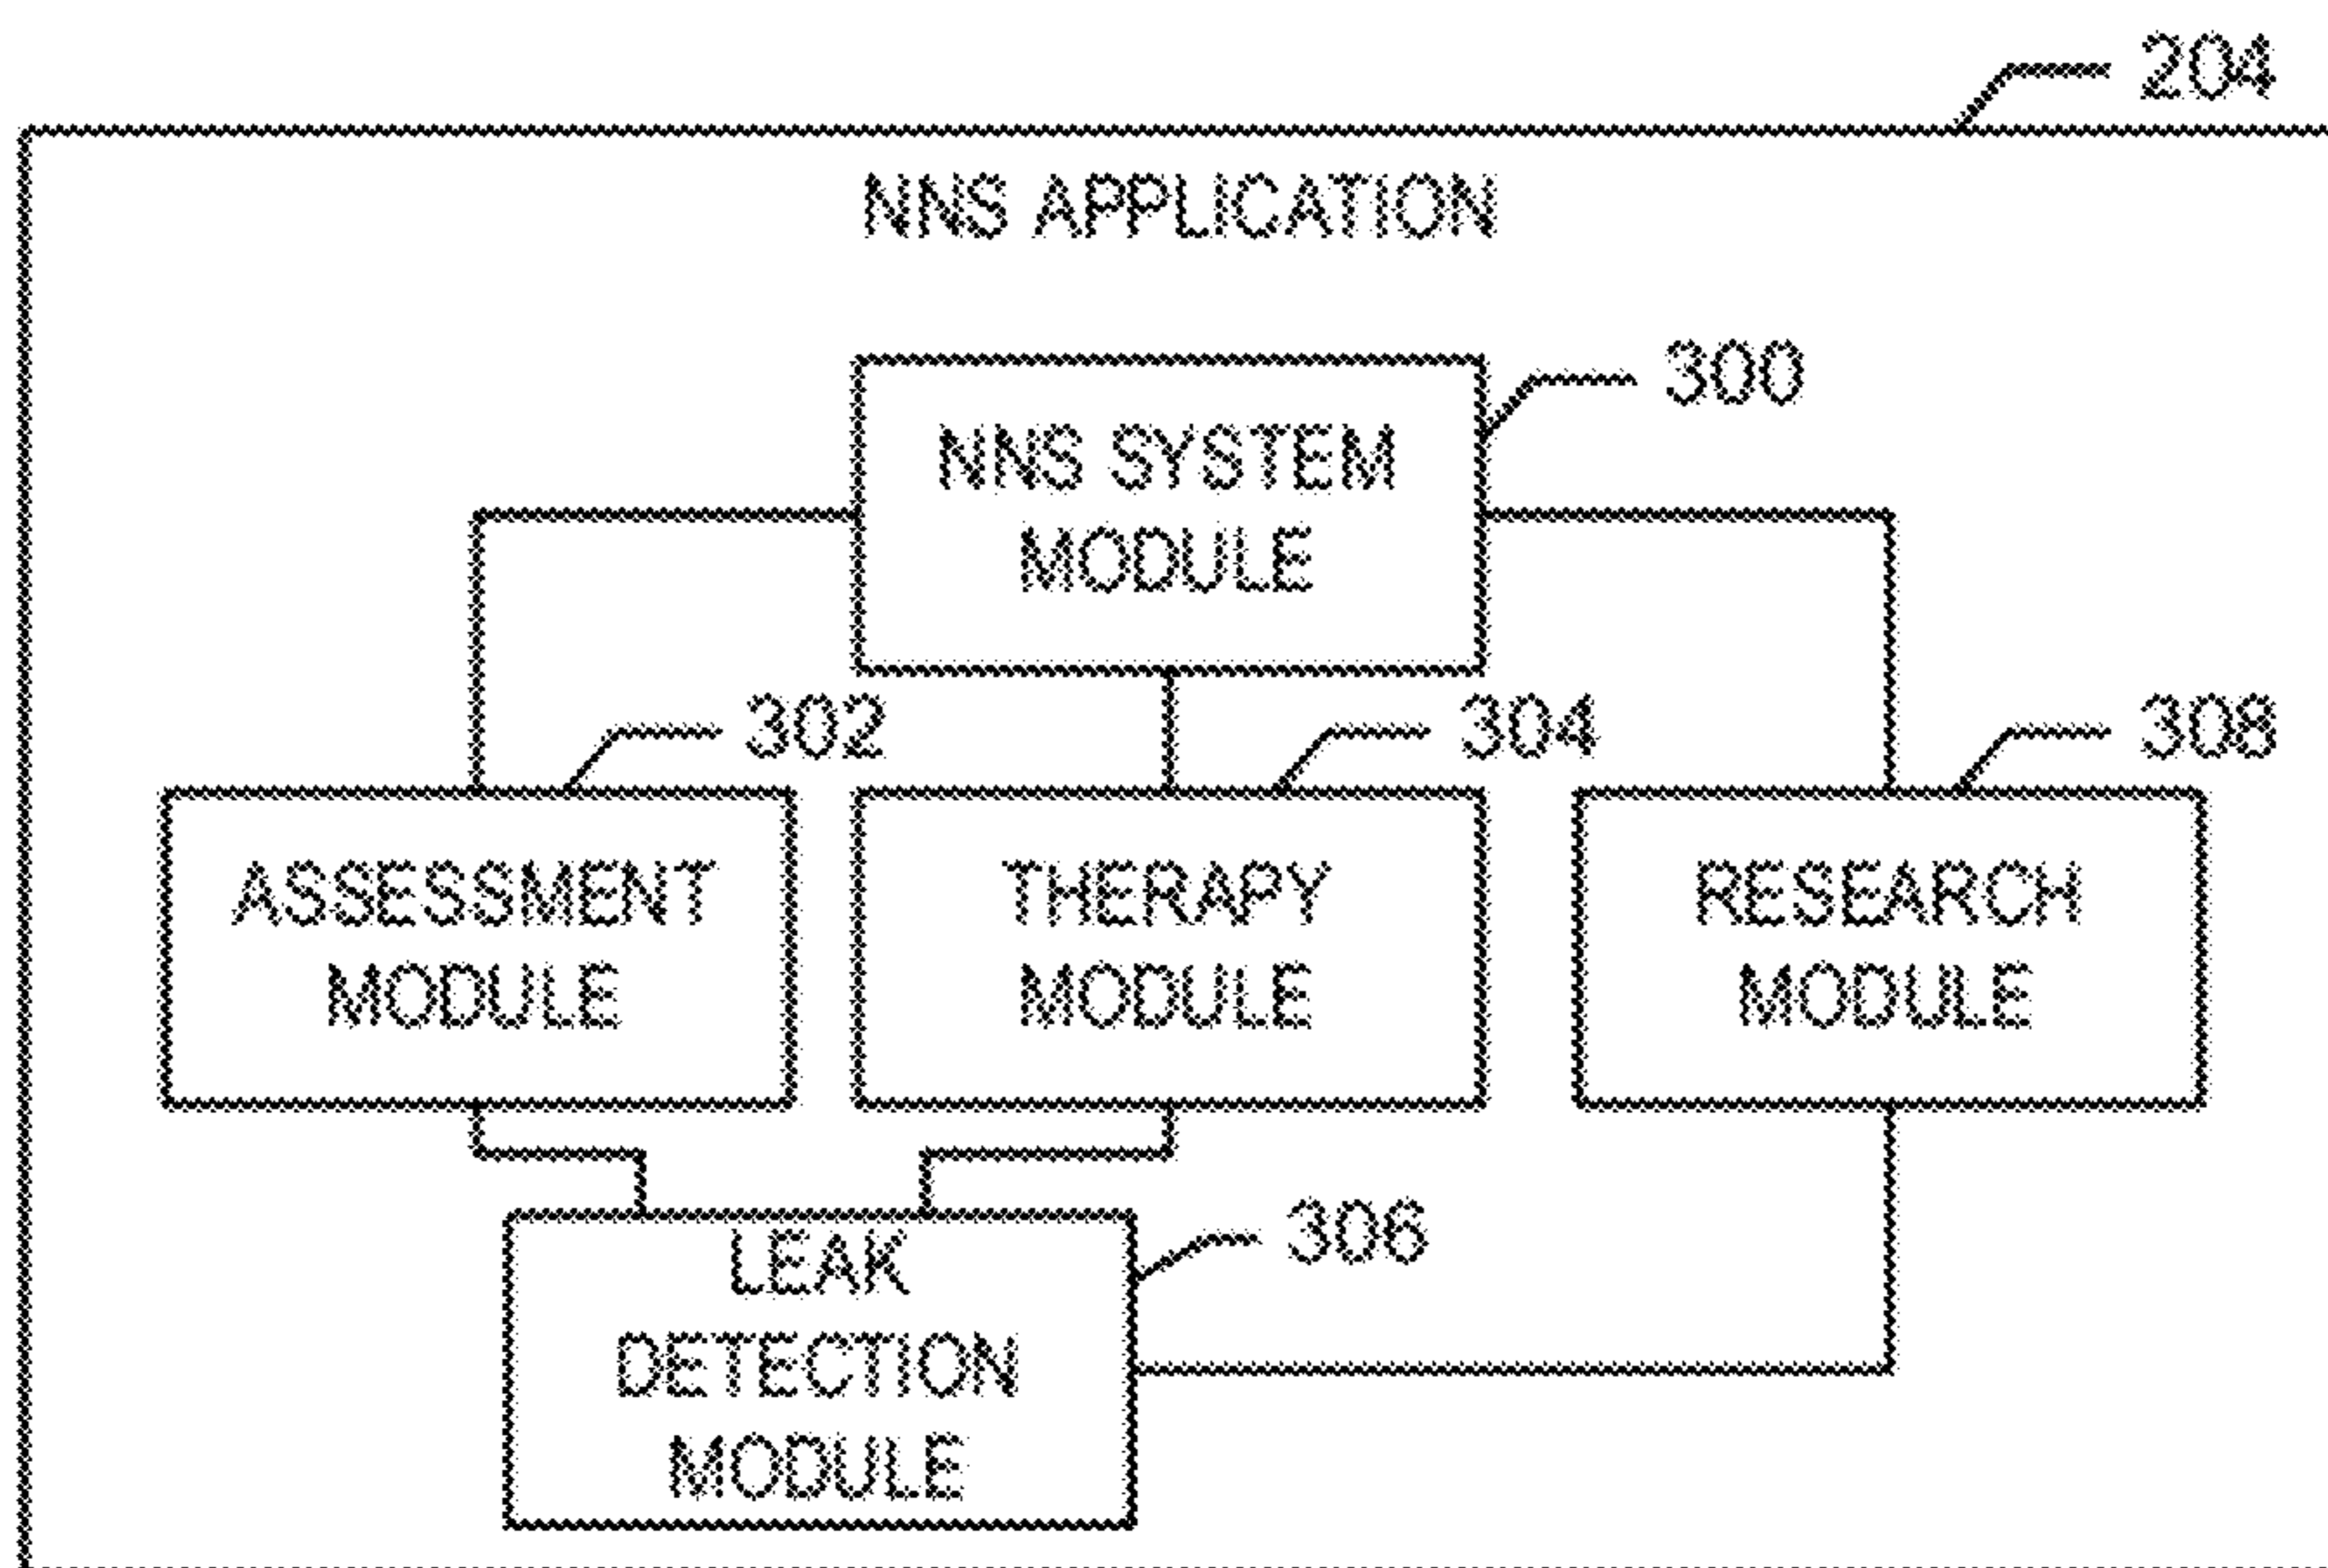 204
NNS APPLICATION
300
NNS SYSTEM
MODULE
302
304
308
ASSESSMENT
MODULE
THERAPY
MODULE
RESEARCH
MODULE
306
LEAK
DETECTION
MODULE